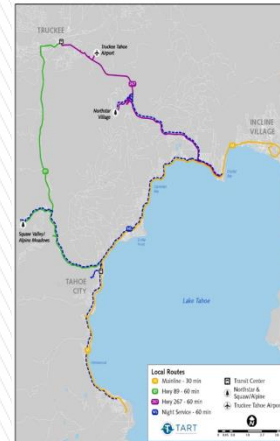 TRUCKEE
Truckee Tahoe
Airport
267
Northstar
Village
INCLINE
VILLAGE
89
Squaw Valley/
Alpine Meadows
TAHOE
CITY
Lake Tahoe
Local Routes
Mainline - 30 min
Hwy 89 - 60 min
Hwy 267 - 60 min
Night Service - 60 min
Transit Center
Northstar &
Squaw/Alpine
Truckee Tahoe Airport
TART